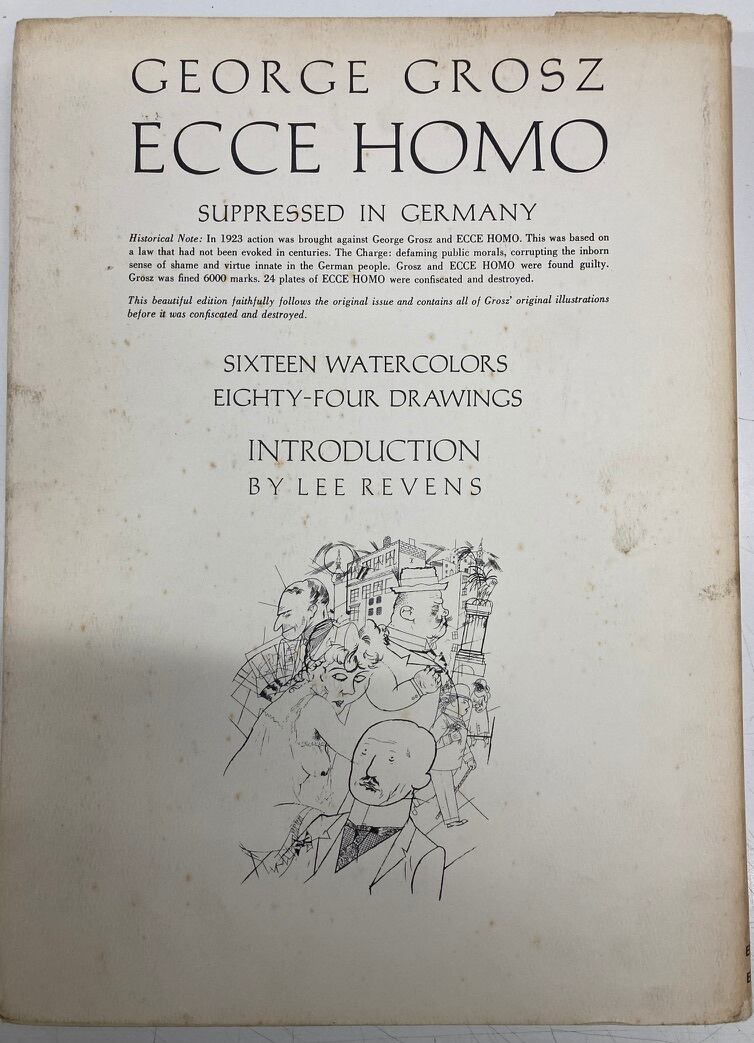 GEORGE GROSZ
ECCE HOMO
SUPPRESSED IN GERMANY
Historical Note: In 1923 action was brought against George Grosz and ECCE HOMO. This was based on
a law that had not been evoked in centuries. The Charge: defaming public morals, corrupting the inborn
sense of shame and virtue innate in the German people. Grosz and ECCE HOMO were found guilty.
Grosz was fined 6000 marks. 24 plates of ECCE HOMO were confiscated and destroyed.
This beautiful edition faithfully follows the original issue and contains all of Grosz' original illustrations
before it was confiscated and destroyed.
SIXTEEN WATERCOLORS
EIGHTY-FOUR DRAWINGS
INTRODUCTION
BY LEE REVENS